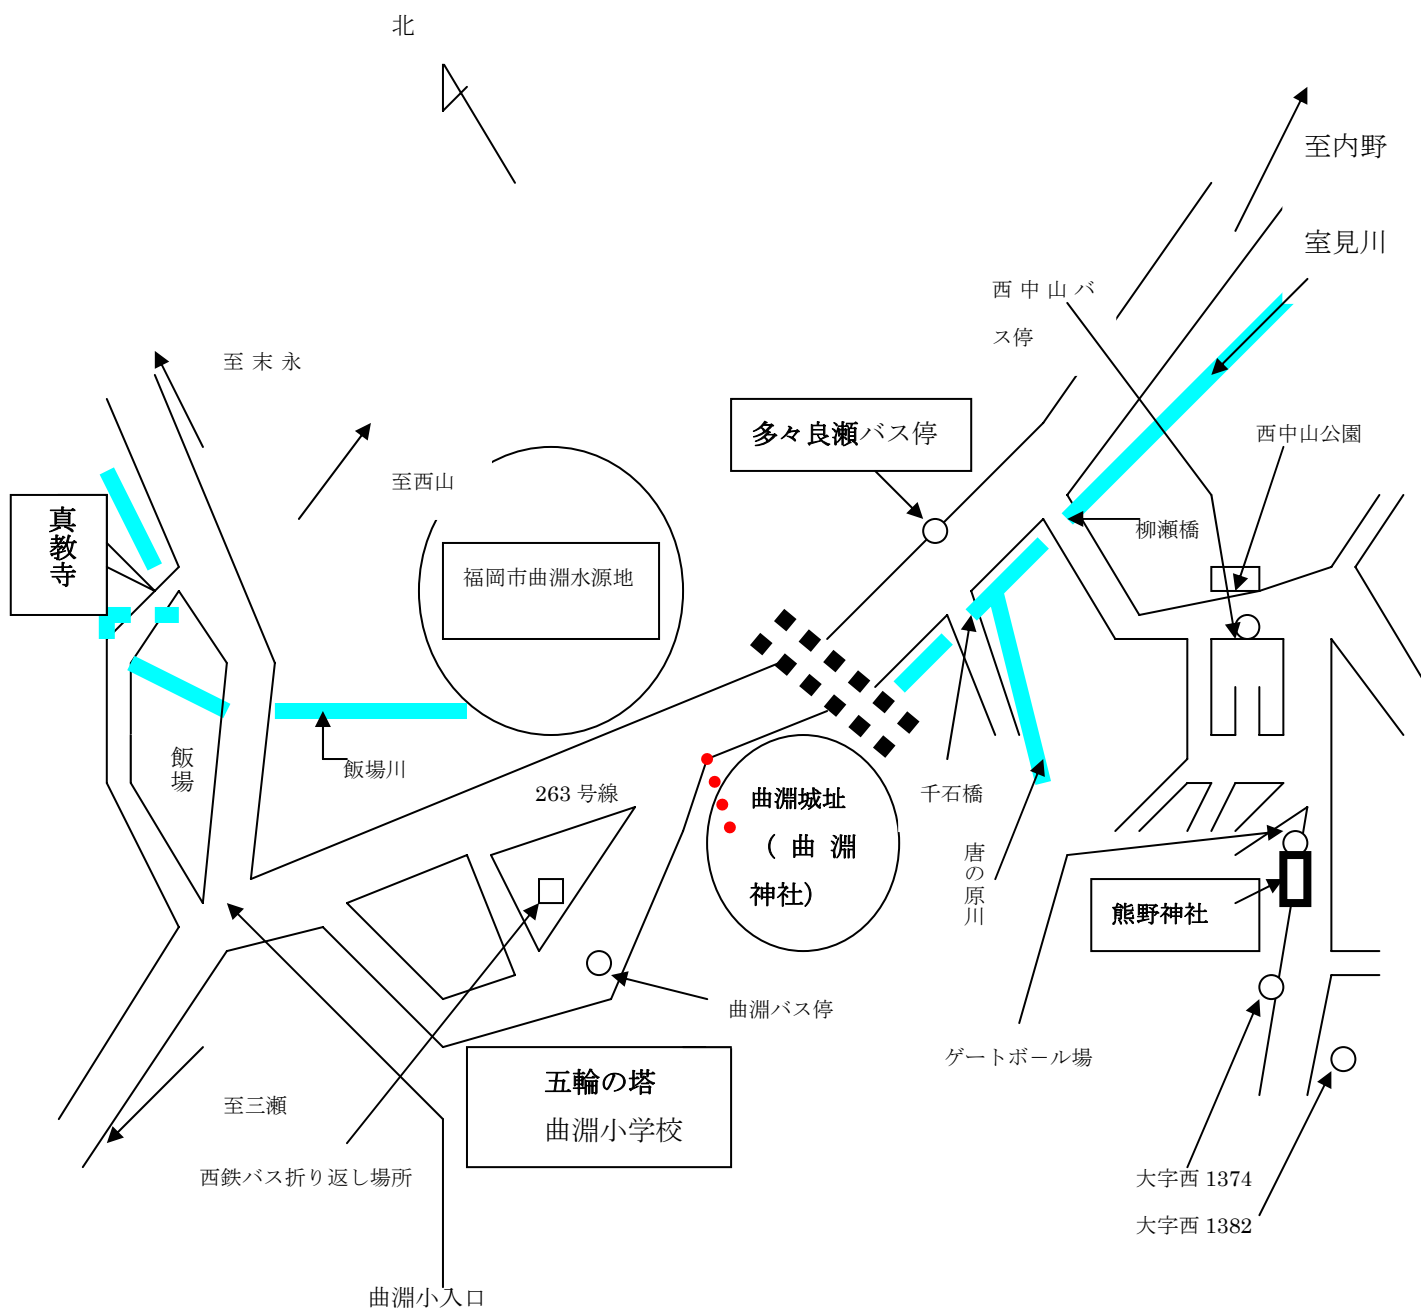 北
至内野
室見川
西中山バ
ス停
至末永
多々良瀬バス停
西中山公園
至西山
真教寺
柳瀬橋
福岡市曲淵水源地
飯場
飯場川
263号線
曲淵城址
（曲淵
神社）
千石橋
唐の原川
熊野神社
曲淵バス停
ゲートボール場
五輪の塔
曲淵小学校
至三瀬
西鉄バス折り返し場所
大字西1374
大字西1382
曲淵小入口